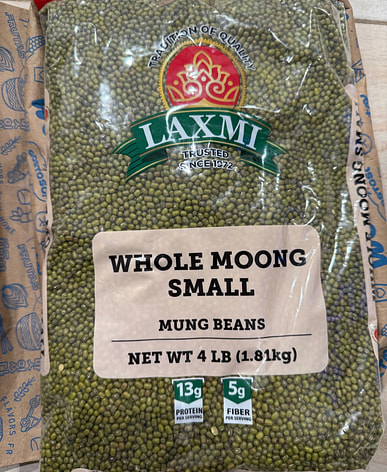 TRADITION OF QUALITY
LAXMI
TRUSTED
SINCE 1972
WHOLE MOONG
SMALL
MUNG BEANS
NET WT 4 LB (1.81kg)
13g
PROTEIN
PER SERVING
5g
FIBER
PER SERVING